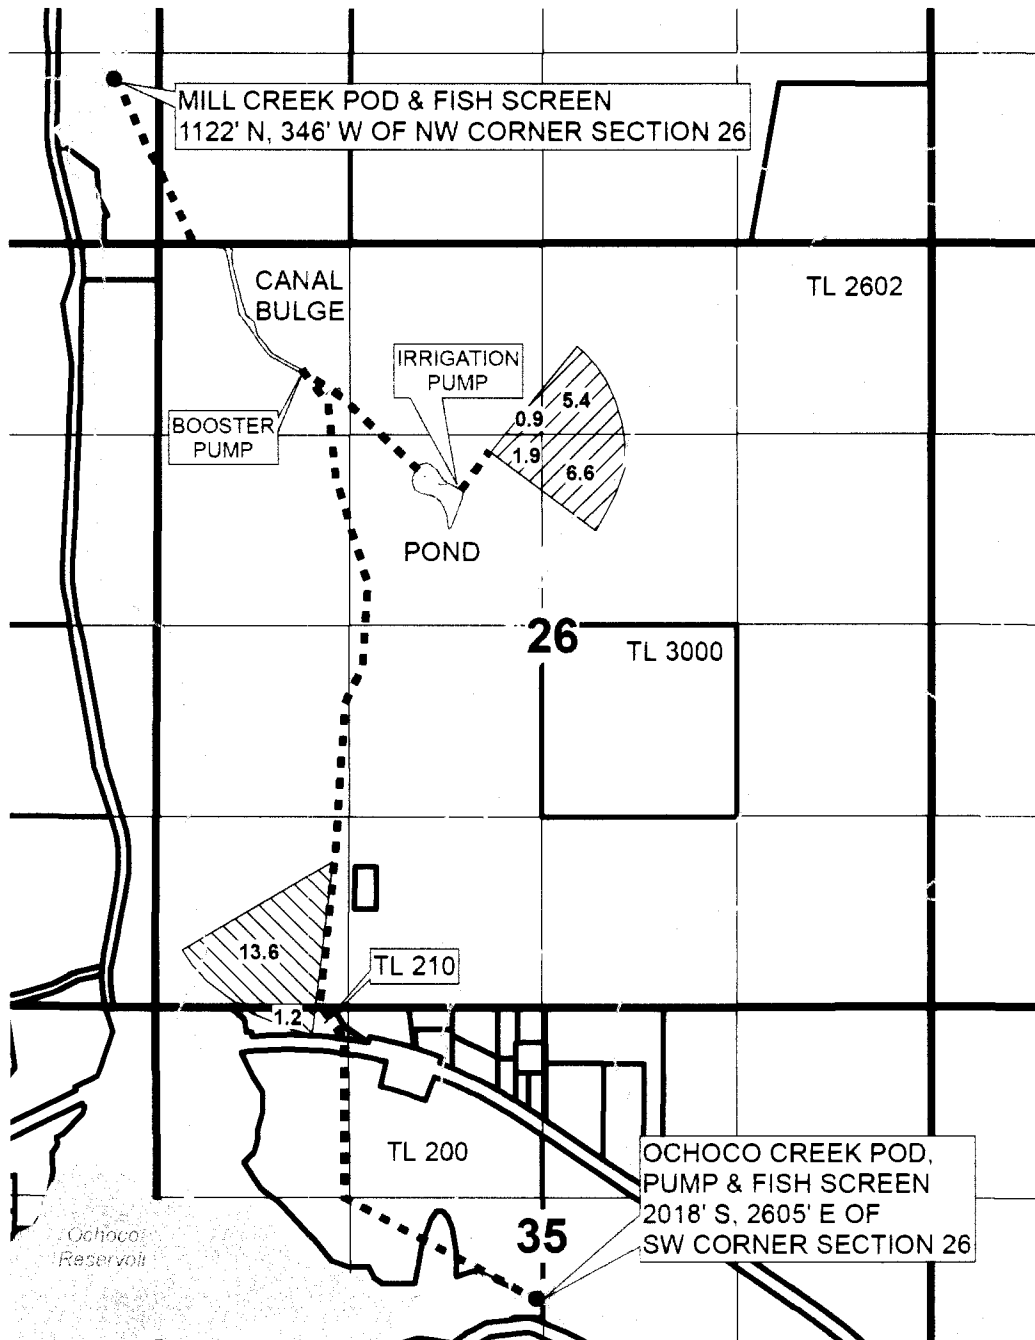 MILL CREEK POD & FISH SCREEN
1122' N, 346' W OF NW CORNER SECTION 26
CANAL
BULGE
TL 2602
IRRIGATION
PUMP
BOOSTER
PUMP
5.4
0.9
1.9
6.6
POND
26
TL 3000
13.6
TL 210
1.2
TL 200
OCHOCO CREEK POD,
PUMP & FISH SCREEN
2018' S, 2605' E OF
SW CORNER SECTION 26
35
Ochoco
Reservoir